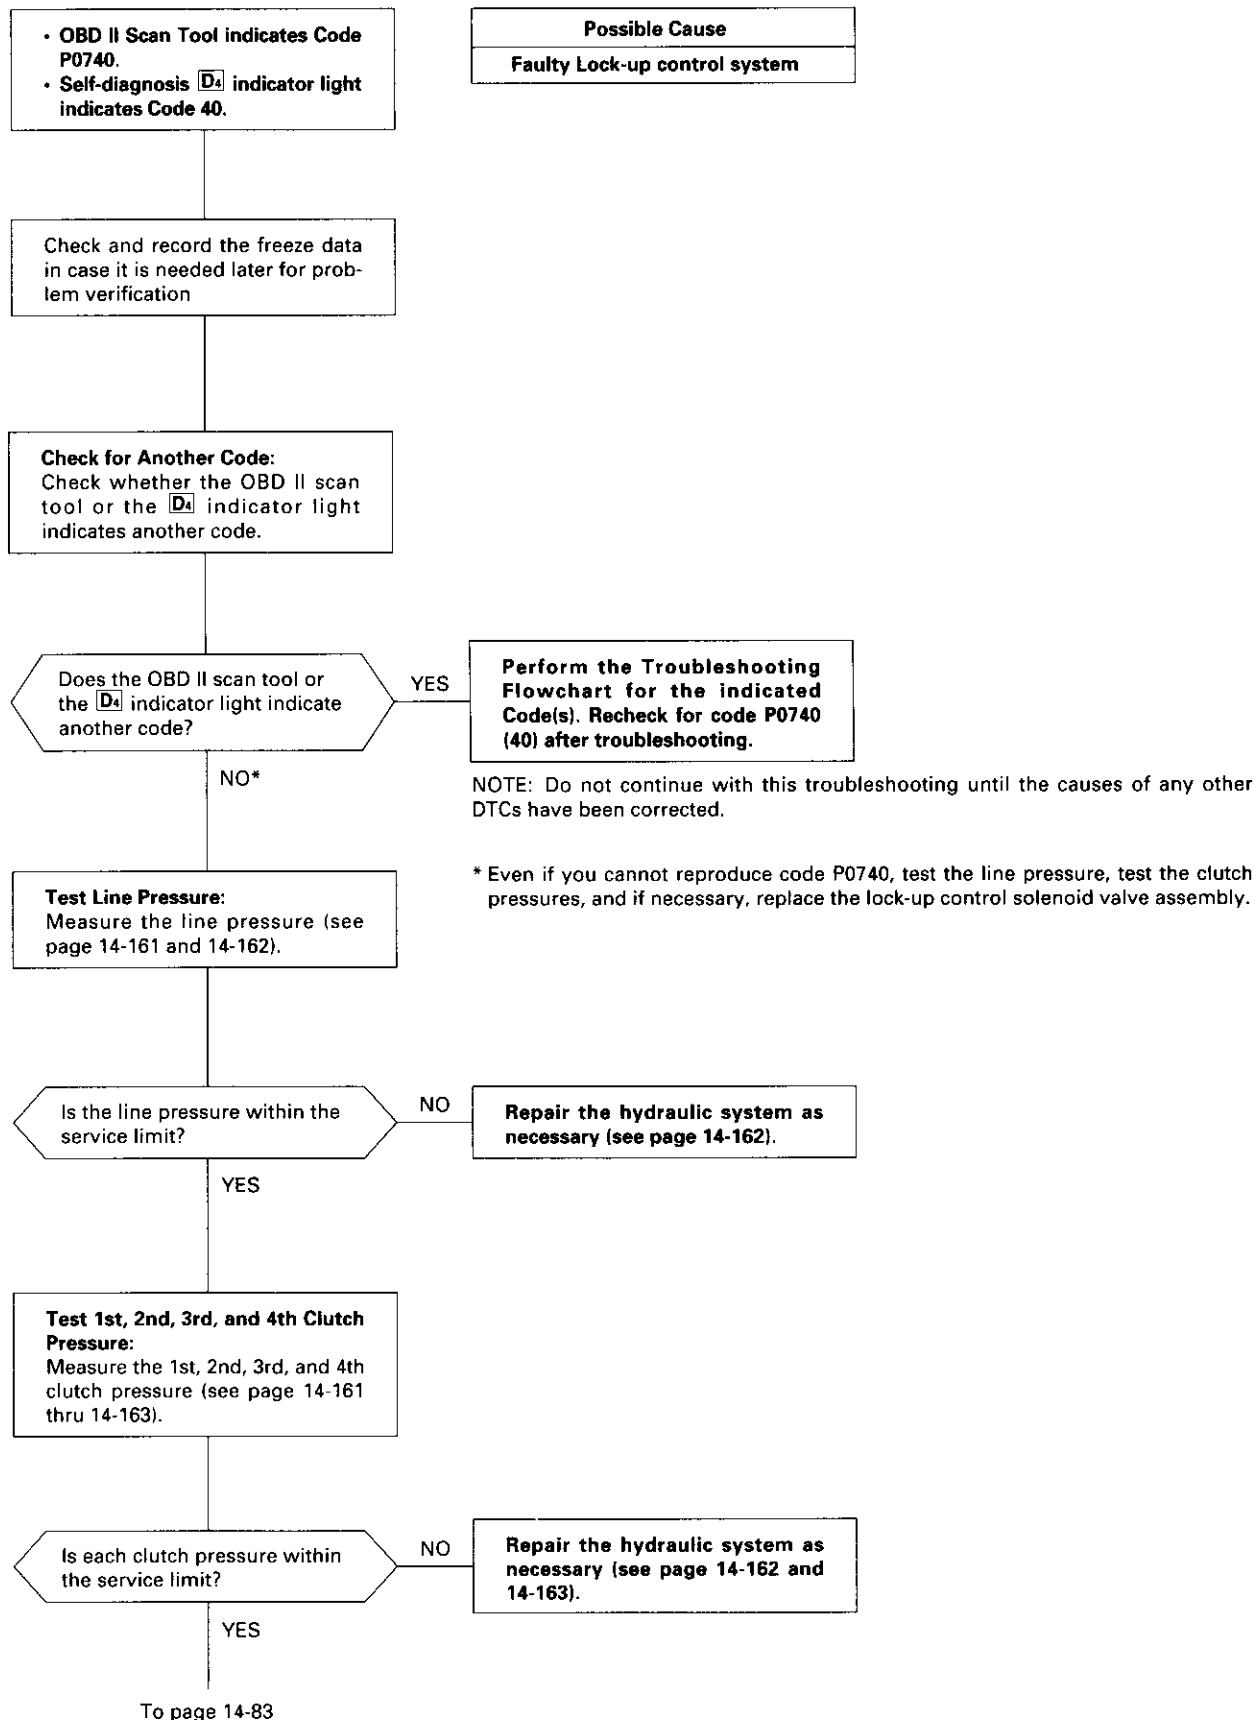 • OBD II Scan Tool indicates Code
P0740.
• Self-diagnosis D4 indicator light
indicates Code 40.
Possible Cause
Faulty Lock-up control system
Check and record the freeze data
in case it is needed later for prob-
lem verification
Check for Another Code:
Check whether the OBD II scan
tool or the D4 indicator light
indicates another code.
Does the OBD II scan tool or
the D4 indicator light indicate
another code?
YES
Perform the Troubleshooting
Flowchart for the indicated
Code(s). Recheck for code P0740
(40) after troubleshooting.
NO*
NOTE: Do not continue with this troubleshooting until the causes of any other
DTCs have been corrected.
* Even if you cannot reproduce code P0740, test the line pressure, test the clutch
pressures, and if necessary, replace the lock-up control solenoid valve assembly.
Test Line Pressure:
Measure the line pressure (see
page 14-161 and 14-162).
Is the line pressure within the
service limit?
NO
Repair the hydraulic system as
necessary (see page 14-162).
YES
Test 1st, 2nd, 3rd, and 4th Clutch
Pressure:
Measure the 1st, 2nd, 3rd, and 4th
clutch pressure (see page 14-161
thru 14-163).
Is each clutch pressure within
the service limit?
NO
Repair the hydraulic system as
necessary (see page 14-162 and
14-163).
YES
To page 14-83